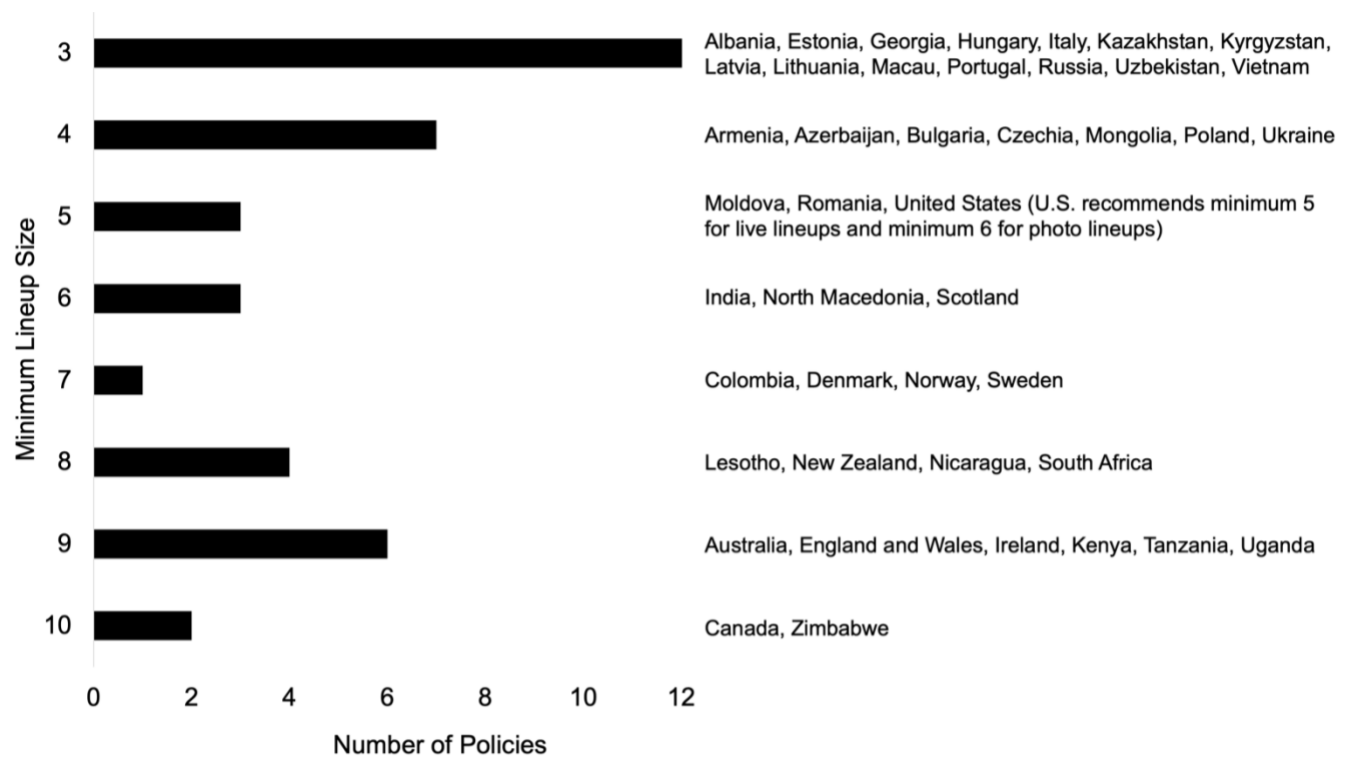 3 Albania, Estonia, Georgia, Hungary, Italy, Kazakhstan, Kyrgyzstan,
Latvia, Lithuania, Macau, Portugal, Russia, Uzbekistan, Vietnam
4 Armenia, Azerbaijan, Bulgaria, Czechia, Mongolia, Poland, Ukraine
5 Moldova, Romania, United States (U.S. recommends minimum 5
for live lineups and minimum 6 for photo lineups)
6 India, North Macedonia, Scotland
7 Colombia, Denmark, Norway, Sweden
8 Lesotho, New Zealand, Nicaragua, South Africa
9 Australia, England and Wales, Ireland, Kenya, Tanzania, Uganda
10 Canada, Zimbabwe
Minimum Lineup Size
0 2 4 6 8 10 12
Number of Policies